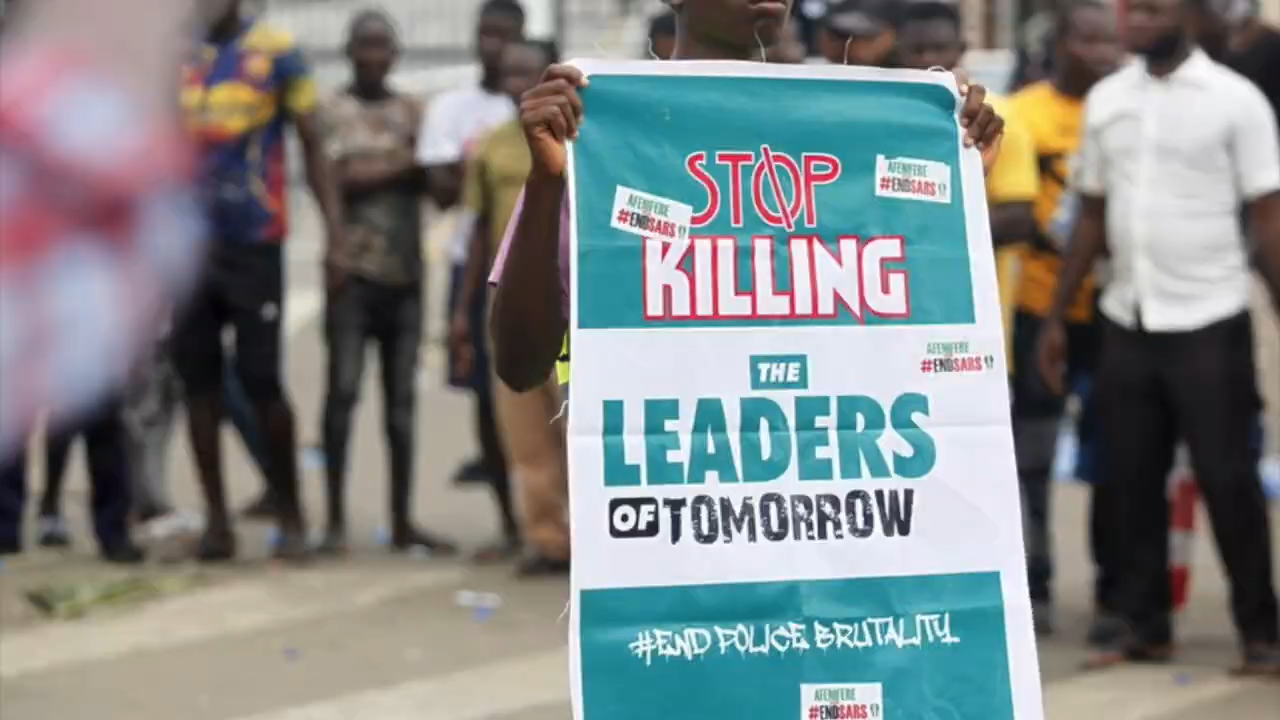 STOP
AFENIFERE
#ENDSARS
AFENIFERE
#ENDSARS
KILLING
AFENIFERE
#ENDSARS
THE
LEADERS
OF TOMORROW
#END POLICE BRUTALITY
AFENIFERE
#ENDSARS